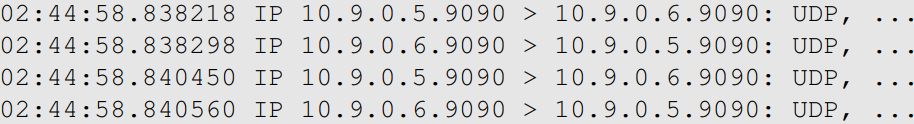 02:44:58.838218 IP 10.9.0.5.9090 > 10.9.0.6.9090: UDP, ...
02:44:58.838298 IP 10.9.0.6.9090 > 10.9.0.5.9090: UDP, ...
02:44:58.840450 IP 10.9.0.5.9090 > 10.9.0.6.9090: UDP, ...
02:44:58.840560 IP 10.9.0.6.9090 > 10.9.0.5.9090: UDP, ...